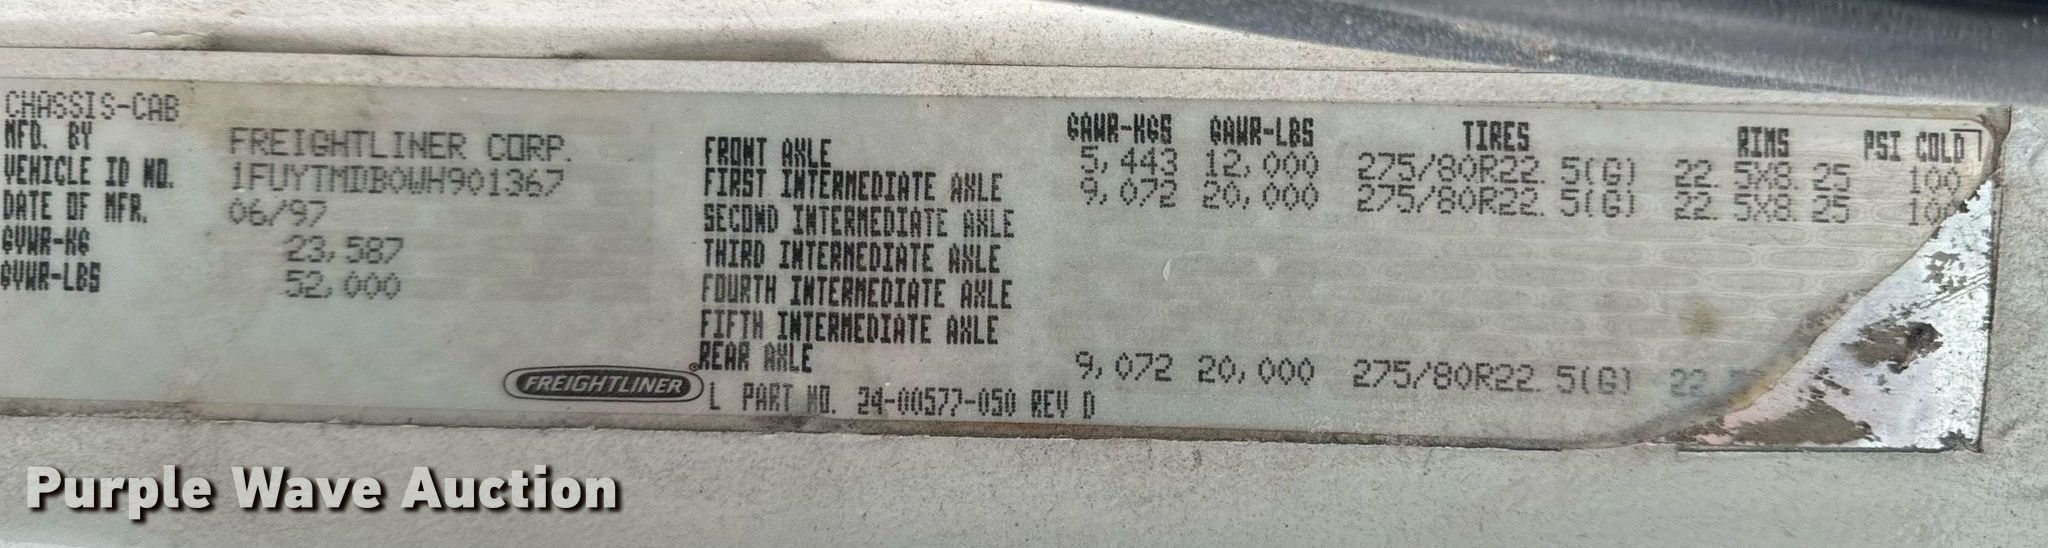 CHASSIS-CAB
MFD. BY FREIGHTLINER CORP.
VEHICLE ID NO. 1FUYTMDB0WH901367
DATE OF MFR. 06/97
GVWR-KG 23,587
GVWR-LBS 52,000
FREIGHTLINER®
GAWR-KGS GAWR-LBS TIRES RIMS PSI COLD
FRONT AXLE 5,443 12,000 275/80R22.5(G) 22.5X8.25 100
FIRST INTERMEDIATE AXLE 9,072 20,000 275/80R22.5(G) 22.5X8.25 100
SECOND INTERMEDIATE AXLE
THIRD INTERMEDIATE AXLE
FOURTH INTERMEDIATE AXLE
FIFTH INTERMEDIATE AXLE
REAR AXLE 9,072 20,000 275/80R22.5(G)
L PART NO. 24-00577-050 REV D
Purple Wave Auction